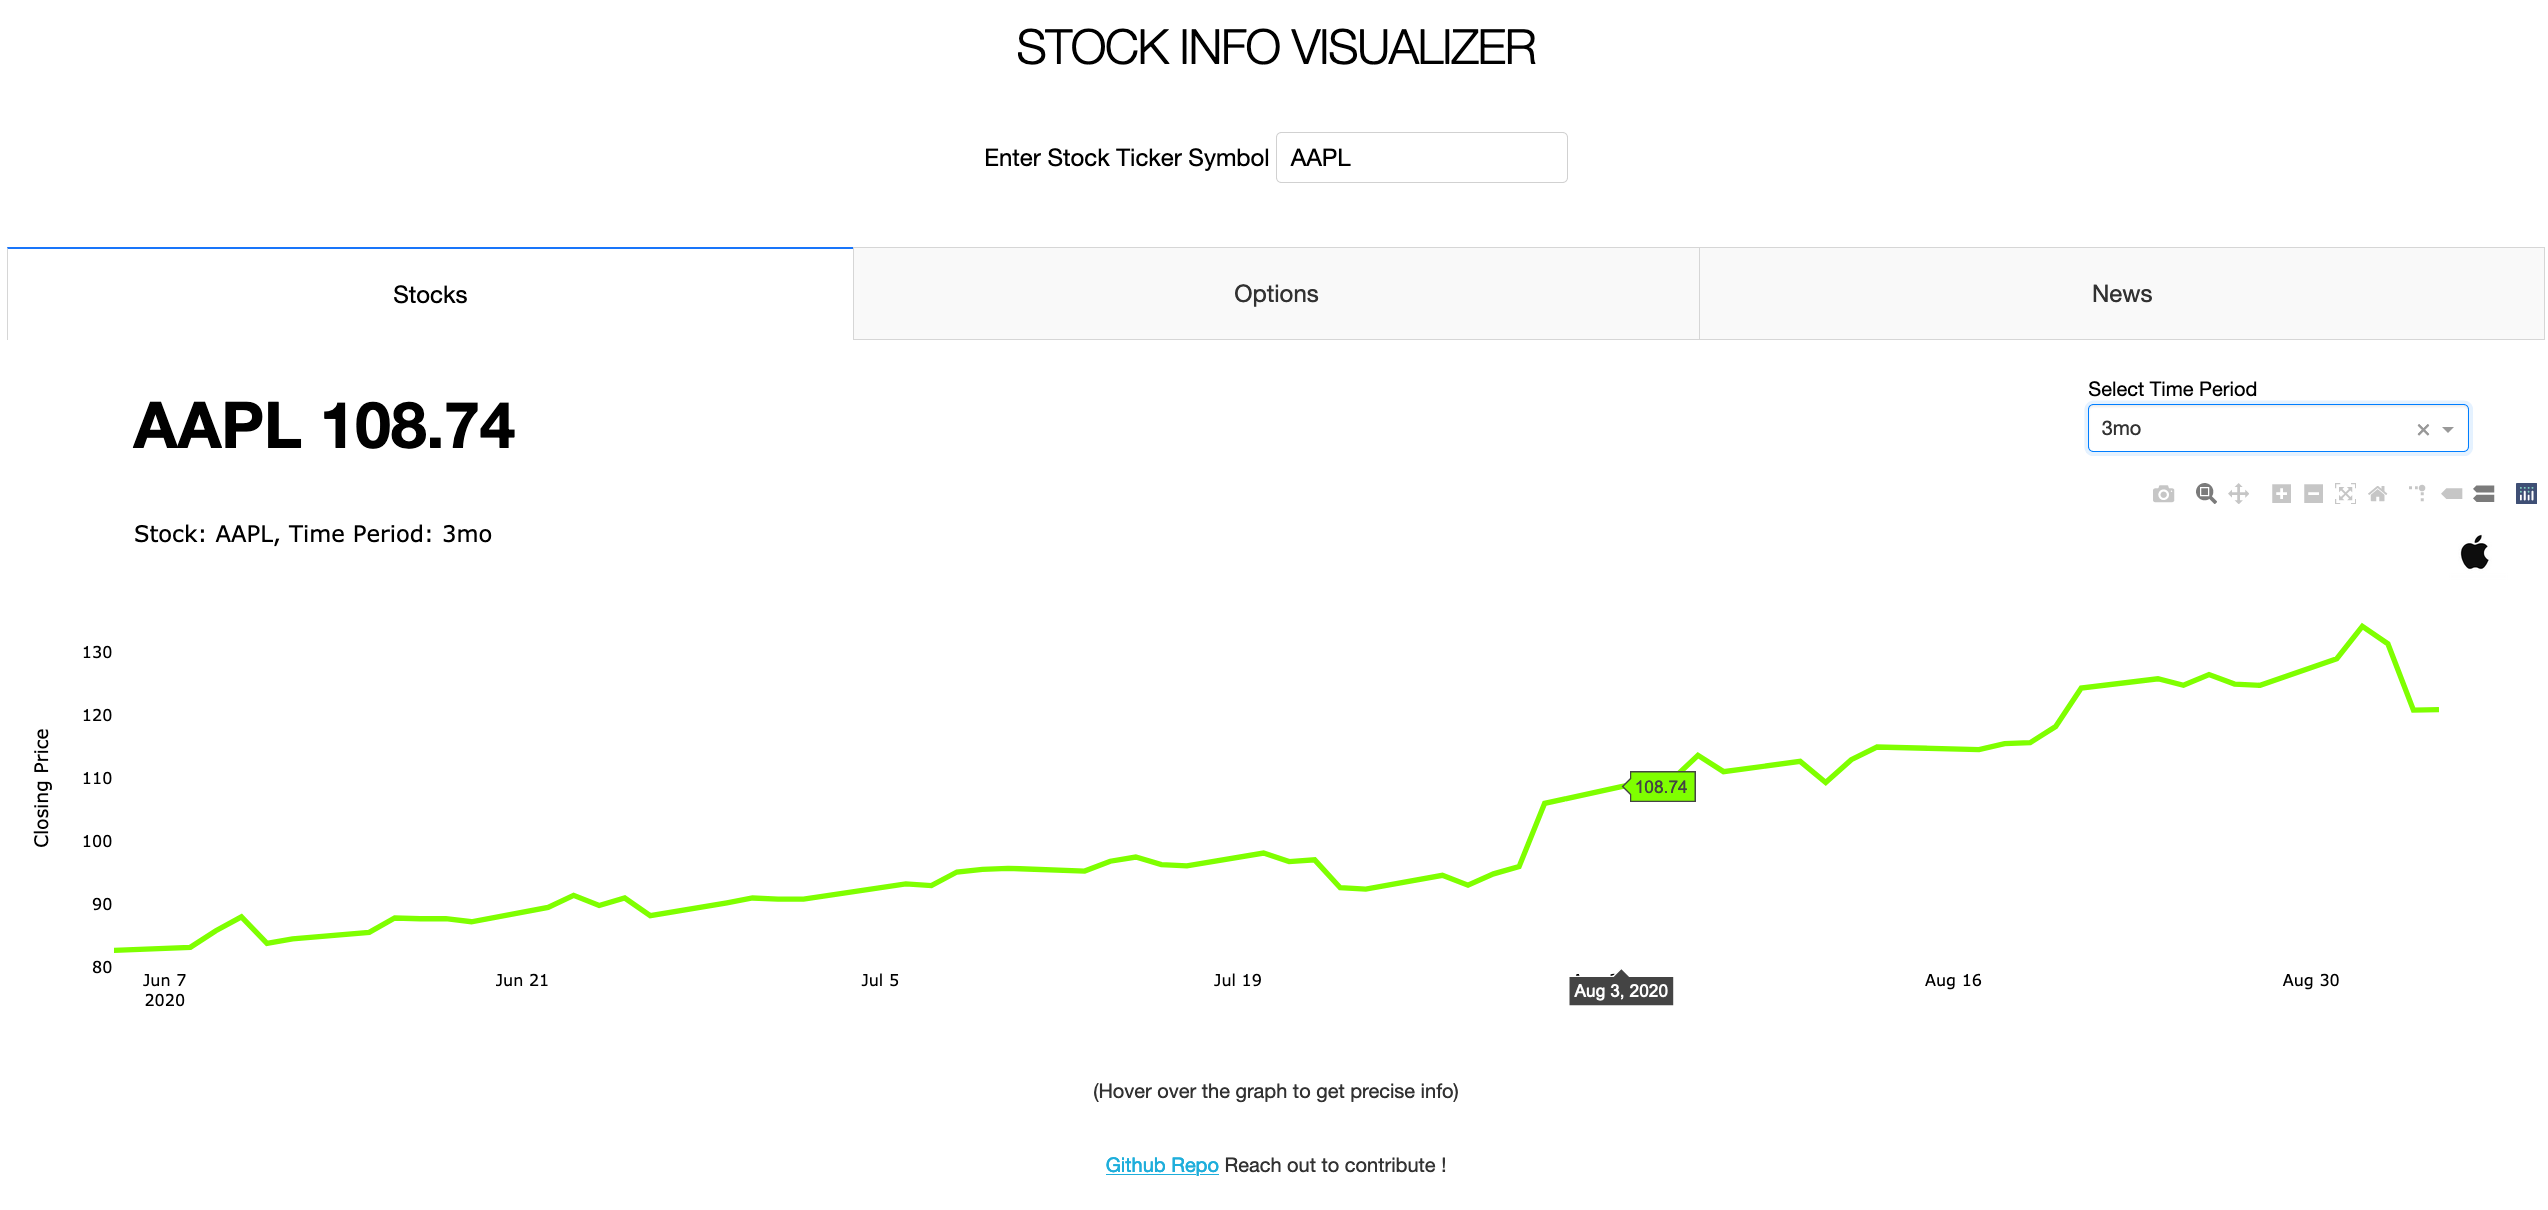 STOCK INFO VISUALIZER
Enter Stock Ticker Symbol AAPL
Stocks Options News
AAPL 108.74
Select Time Period
3mo
Stock: AAPL, Time Period: 3mo
Closing Price
130
120
110
100
90
80
108.74
Jun 7 Jun 21 Jul 5 Jul 19 Aug 3, 2020 Aug 16 Aug 30
2020
(Hover over the graph to get precise info)
Github Repo Reach out to contribute !